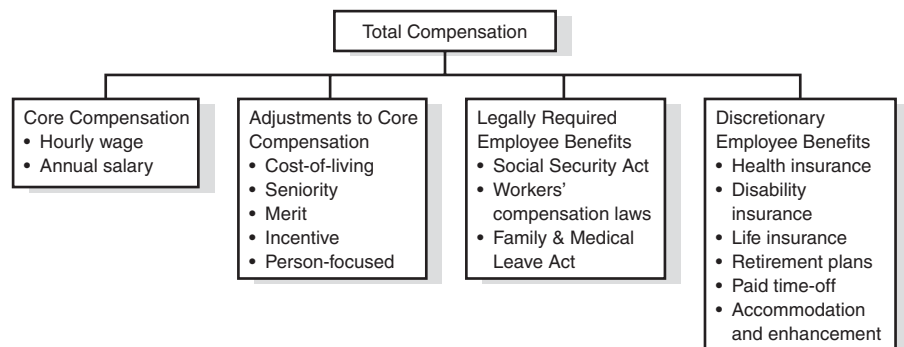 Total Compensation
Core Compensation
• Hourly wage
• Annual salary
Adjustments to Core
Compensation
• Cost-of-living
• Seniority
• Merit
• Incentive
• Person-focused
Legally Required
Employee Benefits
• Social Security Act
• Workers'
compensation laws
• Family & Medical
Leave Act
Discretionary
Employee Benefits
• Health insurance
• Disability
insurance
• Life insurance
• Retirement plans
• Paid time-off
• Accommodation
and enhancement